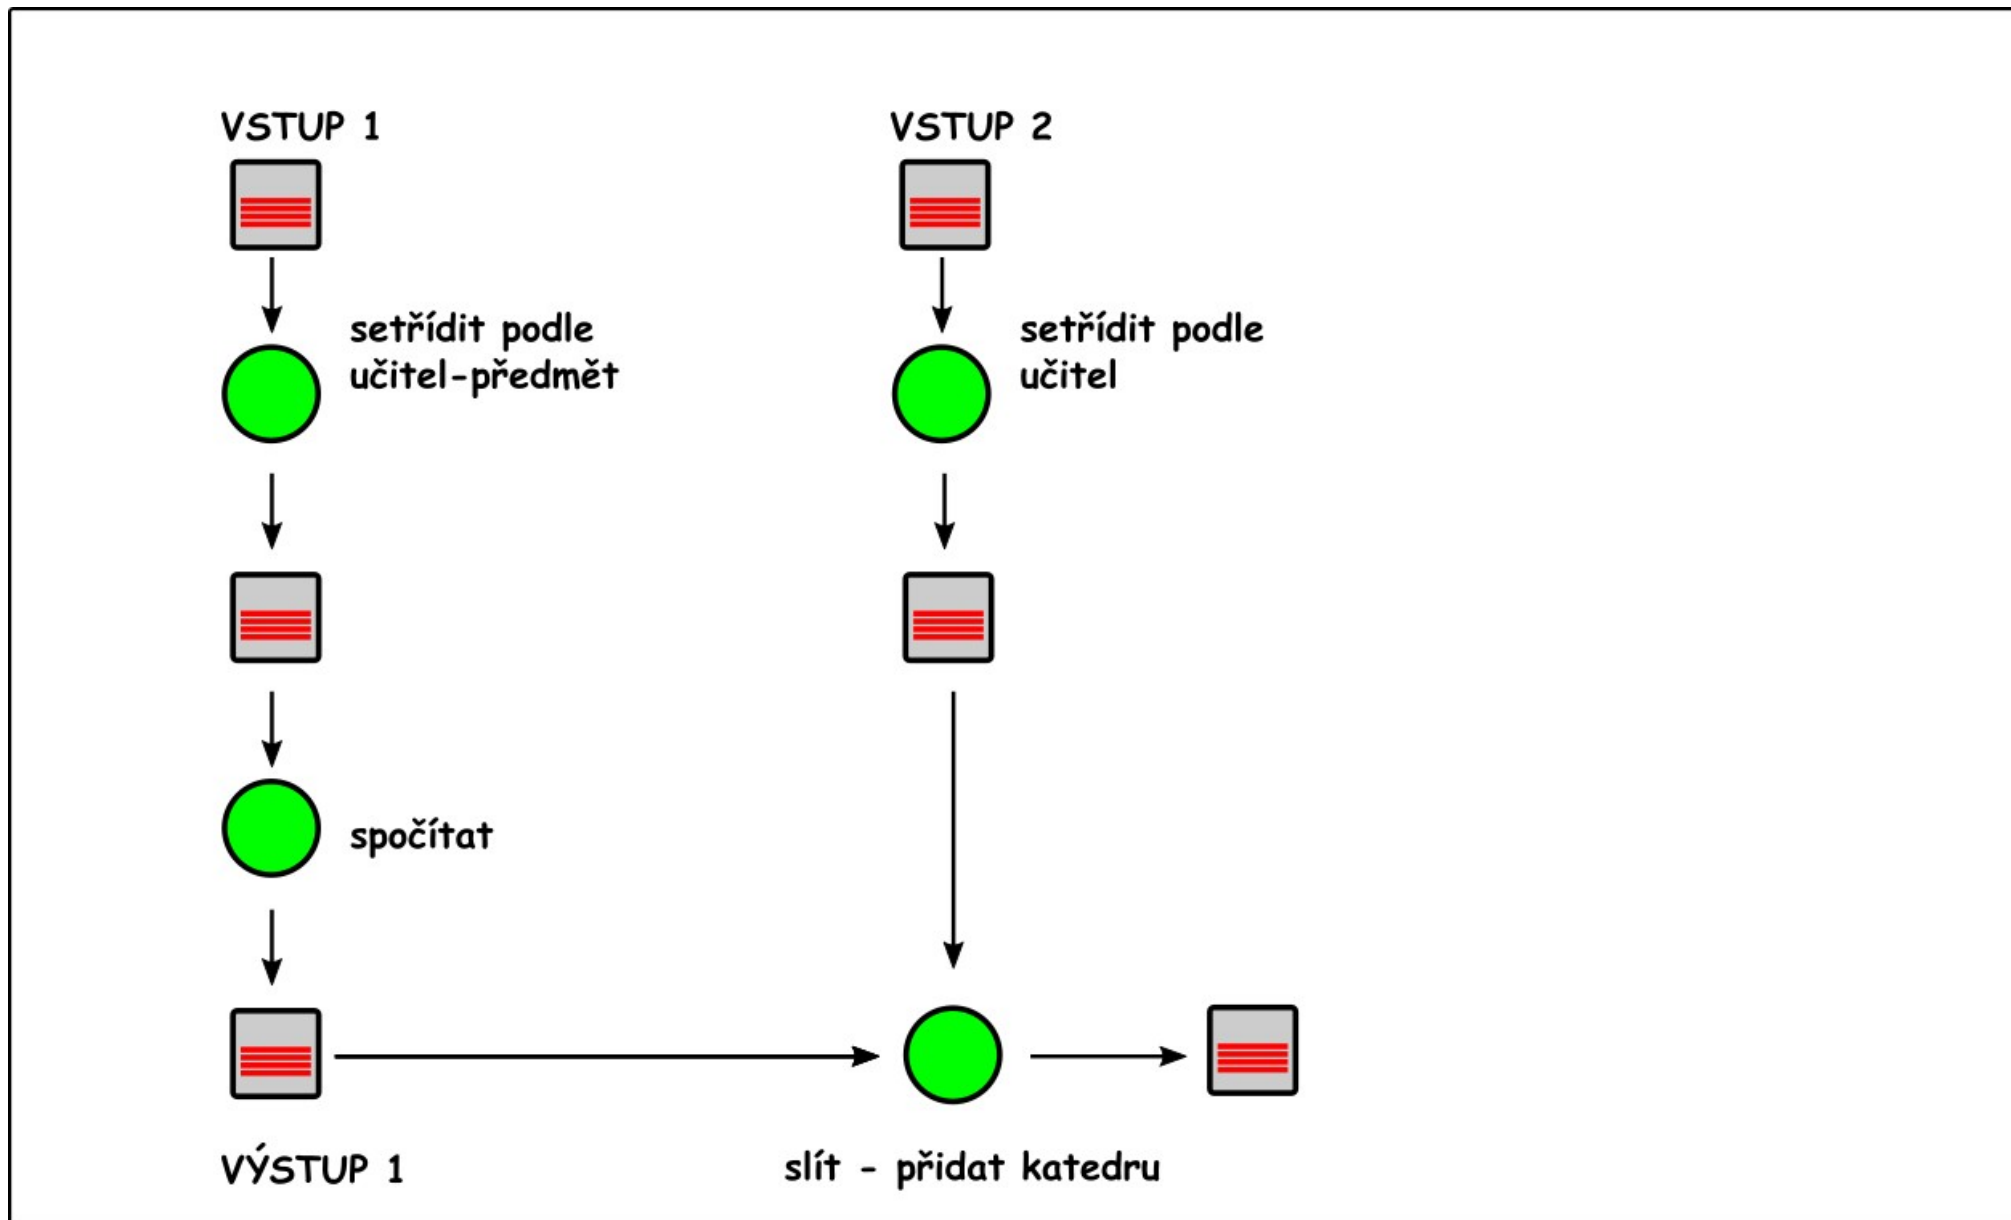 VSTUP 1
VSTUP 2
setřídit podle
učitel-předmět
setřídit podle
učitel
spočítat
VÝSTUP 1
slít - přidat katedru